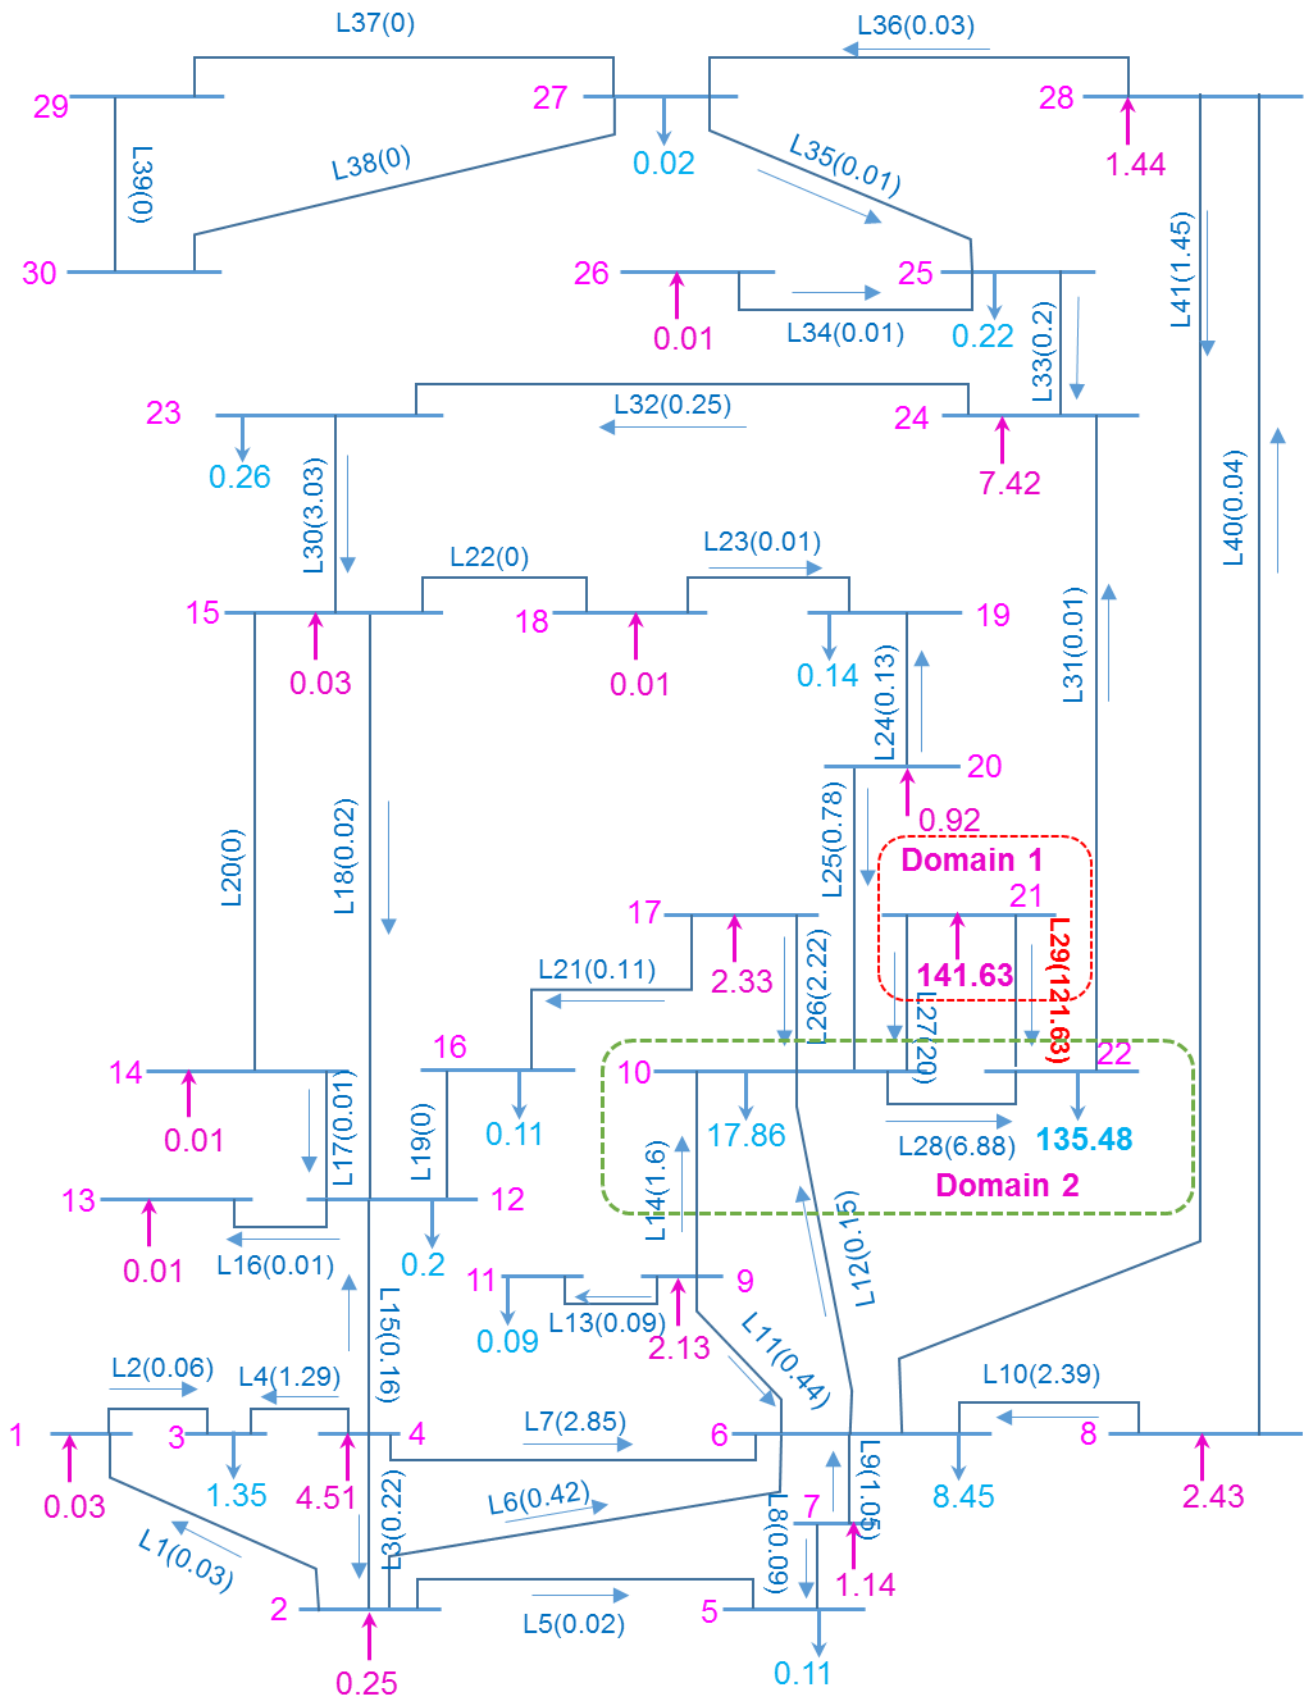 L37(0)
L36(0.03)
29
27
28
L39(0)
L38(0)
0.02
L35(0.01)
1.44
L41(1.45)
30
26
25
0.01
L34(0.01)
0.22
L33(0.2)
23
L32(0.25)
24
0.26
L30(3.03)
7.42
L40(0.04)
L22(0)
L23(0.01)
15
18
19
0.03
0.01
0.14
L24(0.13)
L31(0.01)
20
L20(0)
L18(0.02)
L25(0.78)
0.92
Domain 1
21
17
2.33
141.63
L29(121.63)
L21(0.11)
L26(2.22)
L27(20)
16
14
10
22
0.01
L17(0.01)
L19(0)
0.11
17.86
L28(6.88)
135.48
L14(1.6)
Domain 2
13
12
0.01
L16(0.01)
0.2
L12(0.15)
11
9
L15(0.16)
0.09
L13(0.09)
2.13
L11(0.44)
L2(0.06)
L4(1.29)
L10(2.39)
1
3
4
L7(2.85)
6
8
0.03
1.35
4.51
L3(0.22)
L6(0.42)
L9(1.05)
8.45
2.43
L1(0.03)
L8(0.09)
7
1.14
2
L5(0.02)
5
0.25
0.11